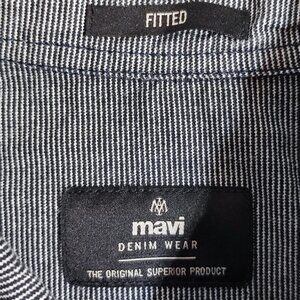 FITTED
mavi
DENIM WEAR
THE ORIGINAL SUPERIOR PRODUCT